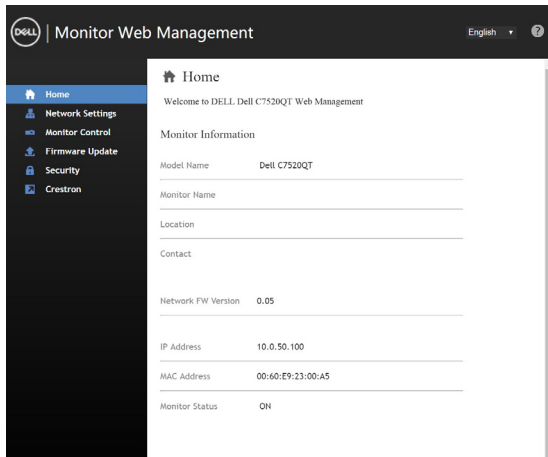 DELL | Monitor Web Management
English
?
Home
Network Settings
Monitor Control
Firmware Update
Security
Crestron
Home
Welcome to DELL Dell C7520QT Web Management
Monitor Information
Model Name Dell C7520QT
Monitor Name
Location
Contact
Network FW Version 0.05
IP Address 10.0.50.100
MAC Address 00:60:E9:23:00:A5
Monitor Status ON